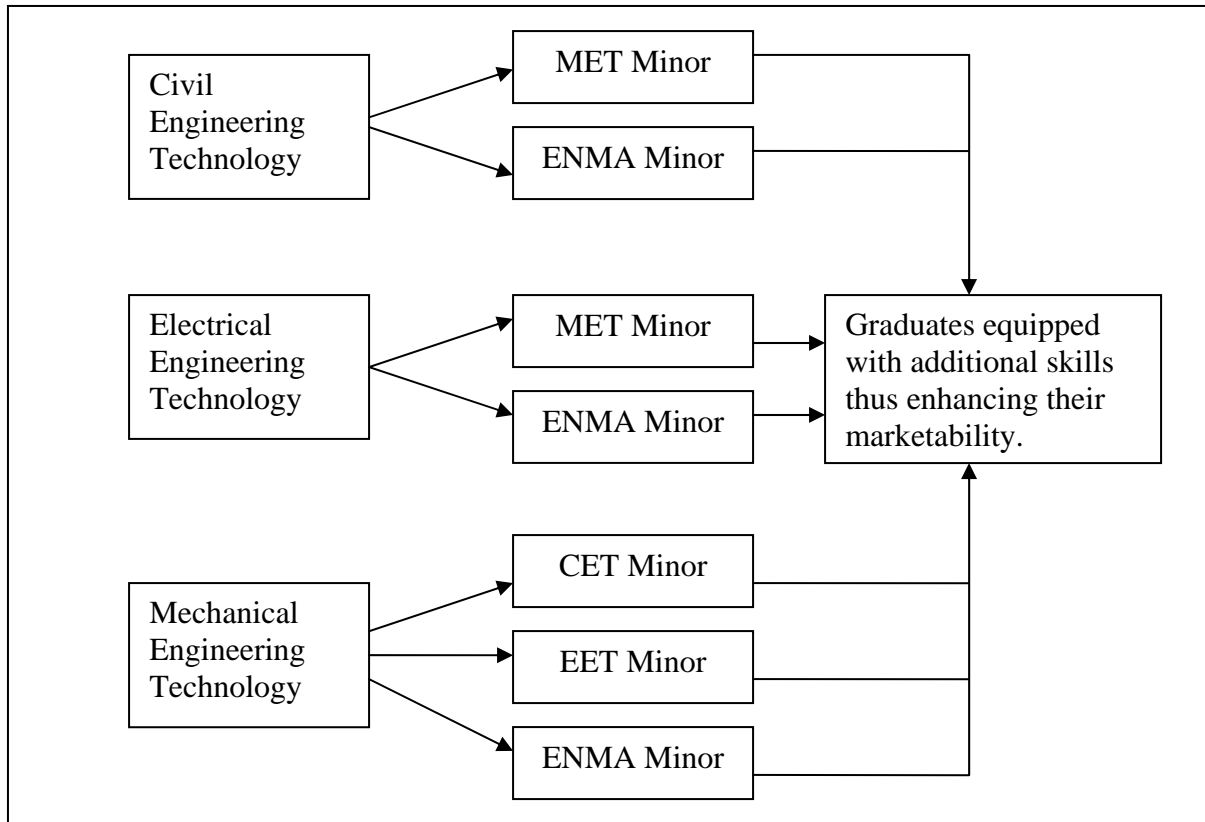 Civil
Engineering
Technology
MET Minor
ENMA Minor
Electrical
Engineering
Technology
MET Minor
ENMA Minor
Graduates equipped
with additional skills
thus enhancing their
marketability.
Mechanical
Engineering
Technology
CET Minor
EET Minor
ENMA Minor